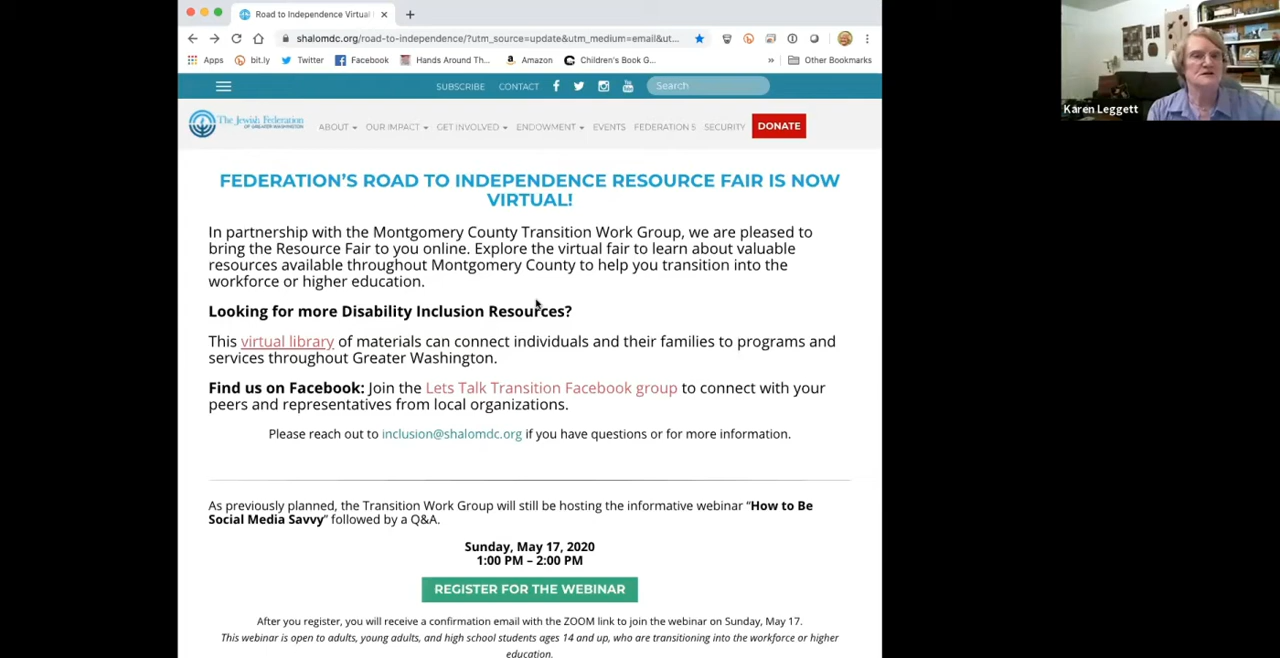 Road to Independence Virtual
shalomdc.org/road-to-independence/?utm_source=update&utm_medium=email&ut...
Apps bit.ly Twitter Facebook Hands Around Th... Amazon Children's Book G... » Other Bookmarks
SUBSCRIBE CONTACT Search
The Jewish Federation
OF GREATER WASHINGTON
ABOUT OUR IMPACT GET INVOLVED ENDOWMENT EVENTS FEDERATION 5 SECURITY DONATE
Karen Leggett
FEDERATION'S ROAD TO INDEPENDENCE RESOURCE FAIR IS NOW
VIRTUAL!
In partnership with the Montgomery County Transition Work Group, we are pleased to
bring the Resource Fair to you online. Explore the virtual fair to learn about valuable
resources available throughout Montgomery County to help you transition into the
workforce or higher education.
Looking for more Disability Inclusion Resources?
This virtual library of materials can connect individuals and their families to programs and
services throughout Greater Washington.
Find us on Facebook: Join the Lets Talk Transition Facebook group to connect with your
peers and representatives from local organizations.
Please reach out to inclusion@shalomdc.org if you have questions or for more information.
As previously planned, the Transition Work Group will still be hosting the informative webinar "How to Be
Social Media Savvy" followed by a Q&A.
Sunday, May 17, 2020
1:00 PM – 2:00 PM
REGISTER FOR THE WEBINAR
After you register, you will receive a confirmation email with the ZOOM link to join the webinar on Sunday, May 17.
This webinar is open to adults, young adults, and high school students ages 14 and up, who are transitioning into the workforce or higher
education.